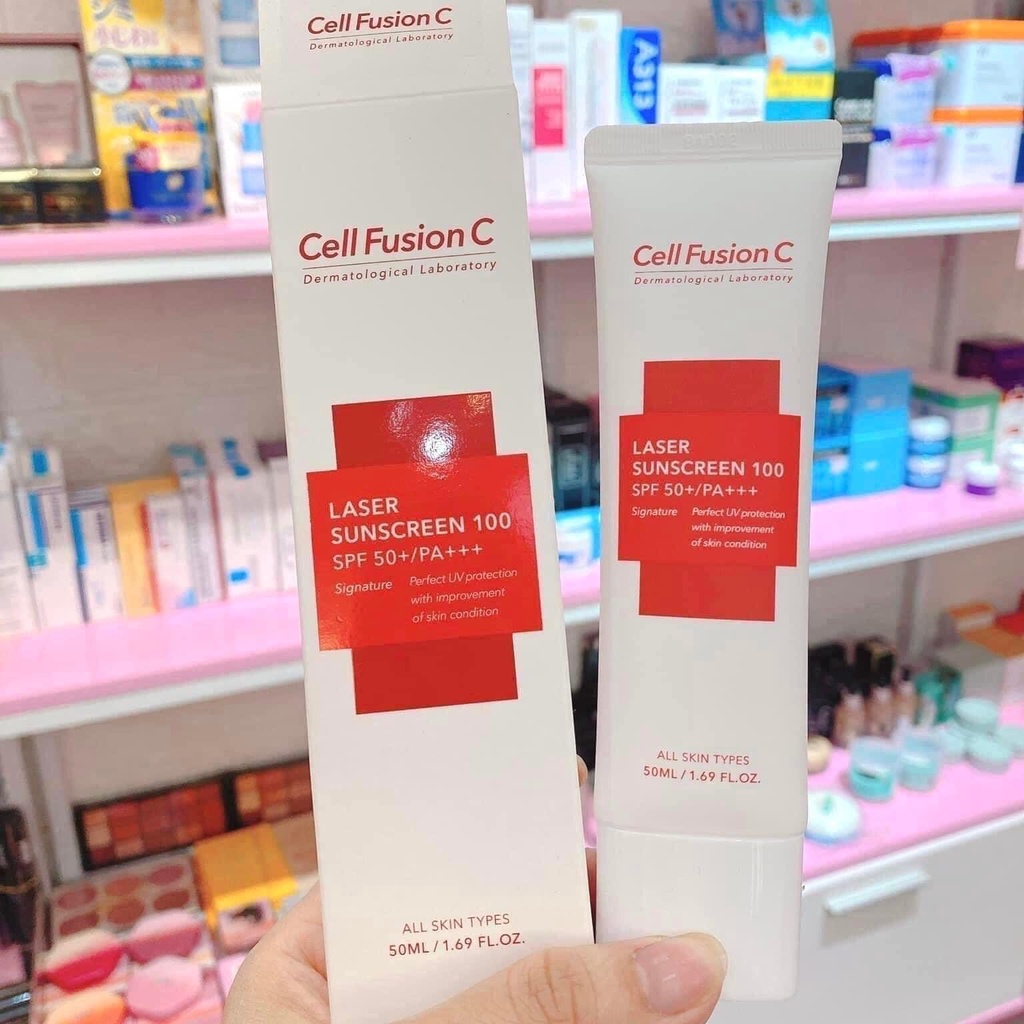 Cell Fusion C
Dermatological Laboratory
Cell Fusion C
Dermatological Laboratory
LASER
SUNSCREEN 100
SPF 50+/PA+++
Signature Perfect UV protection
with improvement
of skin condition
ALL SKIN TYPES
50ML / 1.69 FL.OZ.
Cell Fusion C
Dermatological Laboratory
LASER
SUNSCREEN 100
SPF 50+/PA+++
Signature Perfect UV protection
with improvement
of skin condition
ALL SKIN TYPES
50ML / 1.69 FL.OZ.
A313